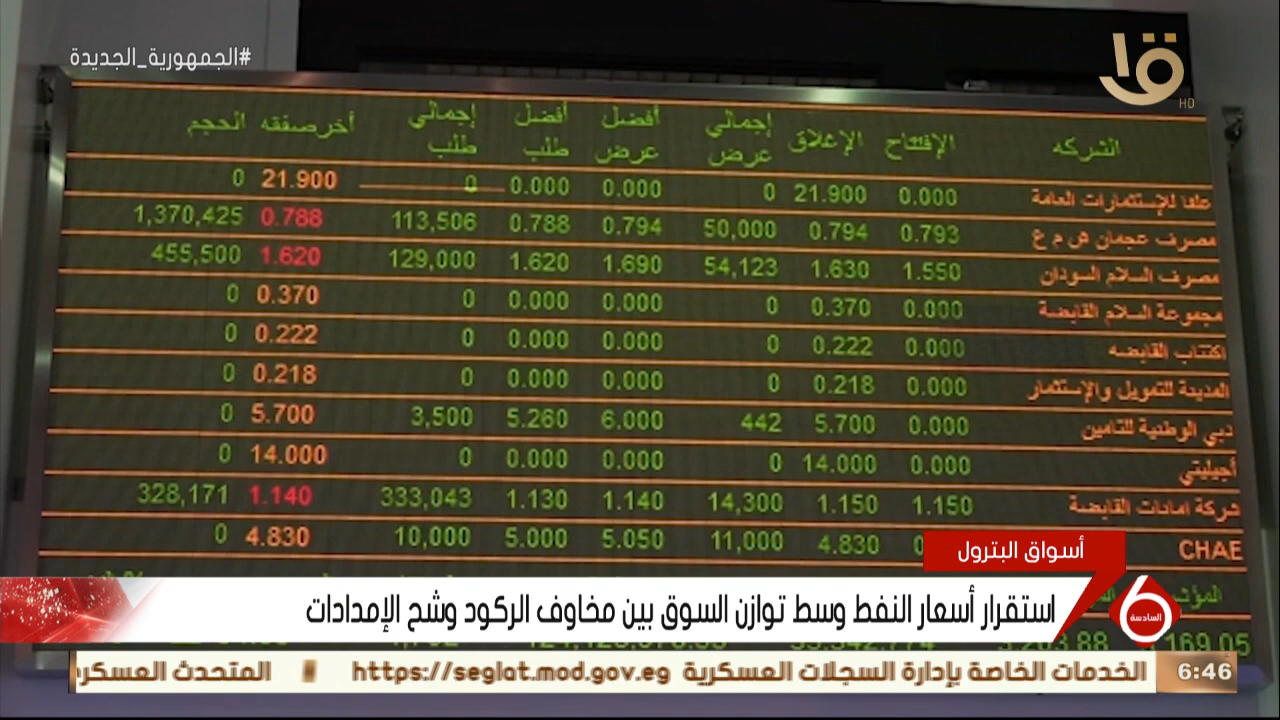 #الجمهورية_الجديدة
HD
الشركه الإفتتاح الإغلاق إجمالي عرض أفضل عرض أفضل طلب إجمالي طلب أخرصفقه الحجم
للإستثمارات العامة 0.000 21.900 0 0.000 0.000 0 21.900 0
مصرف عجمان ش م ع 0.793 0.794 50,000 0.794 0.788 113,506 0.788 1,370,425
مصرف السلام السودان 1.550 1.630 54,123 1.690 1.620 129,000 1.620 455,500
مجموعة السلام القابضة 0.000 0.370 0 0.000 0.000 0 0.370 0
اكتتاب القابضه 0.000 0.222 0 0.000 0.000 0 0.222 0
المدينة للتمويل والإستثمار 0.000 0.218 0 0.000 0.000 0 0.218 0
دبي الوطنية للتامين 0.000 5.700 442 6.000 5.260 3,500 5.700 0
أجيليتي 0.000 14.000 0 0.000 0.000 0 14.000 0
شركة امانات القابضة 1.150 1.150 14,300 1.140 1.130 333,043 1.140 328,171
CHAE 4.830 11,000 5.050 5.000 10,000 4.830 0
أسواق البترول
استقرار أسعار النفط وسط توازن السوق بين مخاوف الركود وشح الإمدادات
السادسة
6:46
الخدمات الخاصة بإدارة السجلات العسكرية https://seglat.mod.gov.eg
المتحدث العسكر